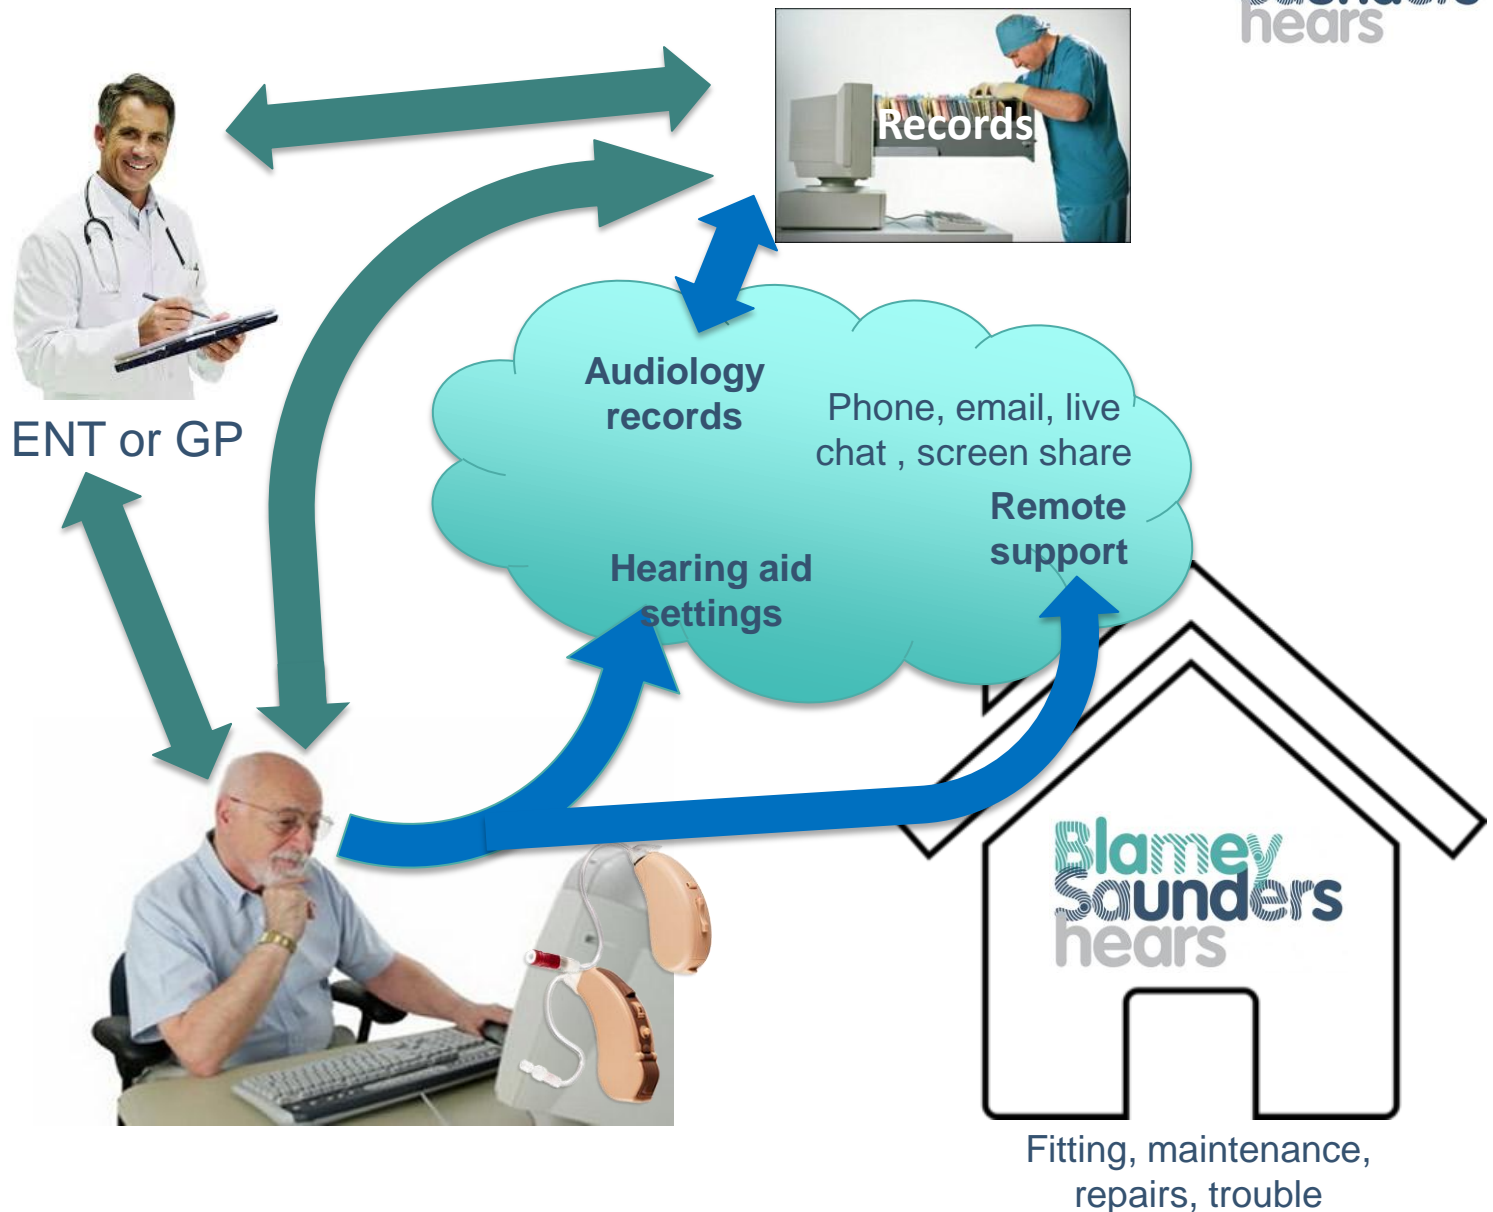 hears
Records
ENT or GP
Audiology
records
Phone, email, live
chat , screen share
Remote
support
Hearing aid
settings
Blamey
Saunders
hears
Fitting, maintenance,
repairs, trouble